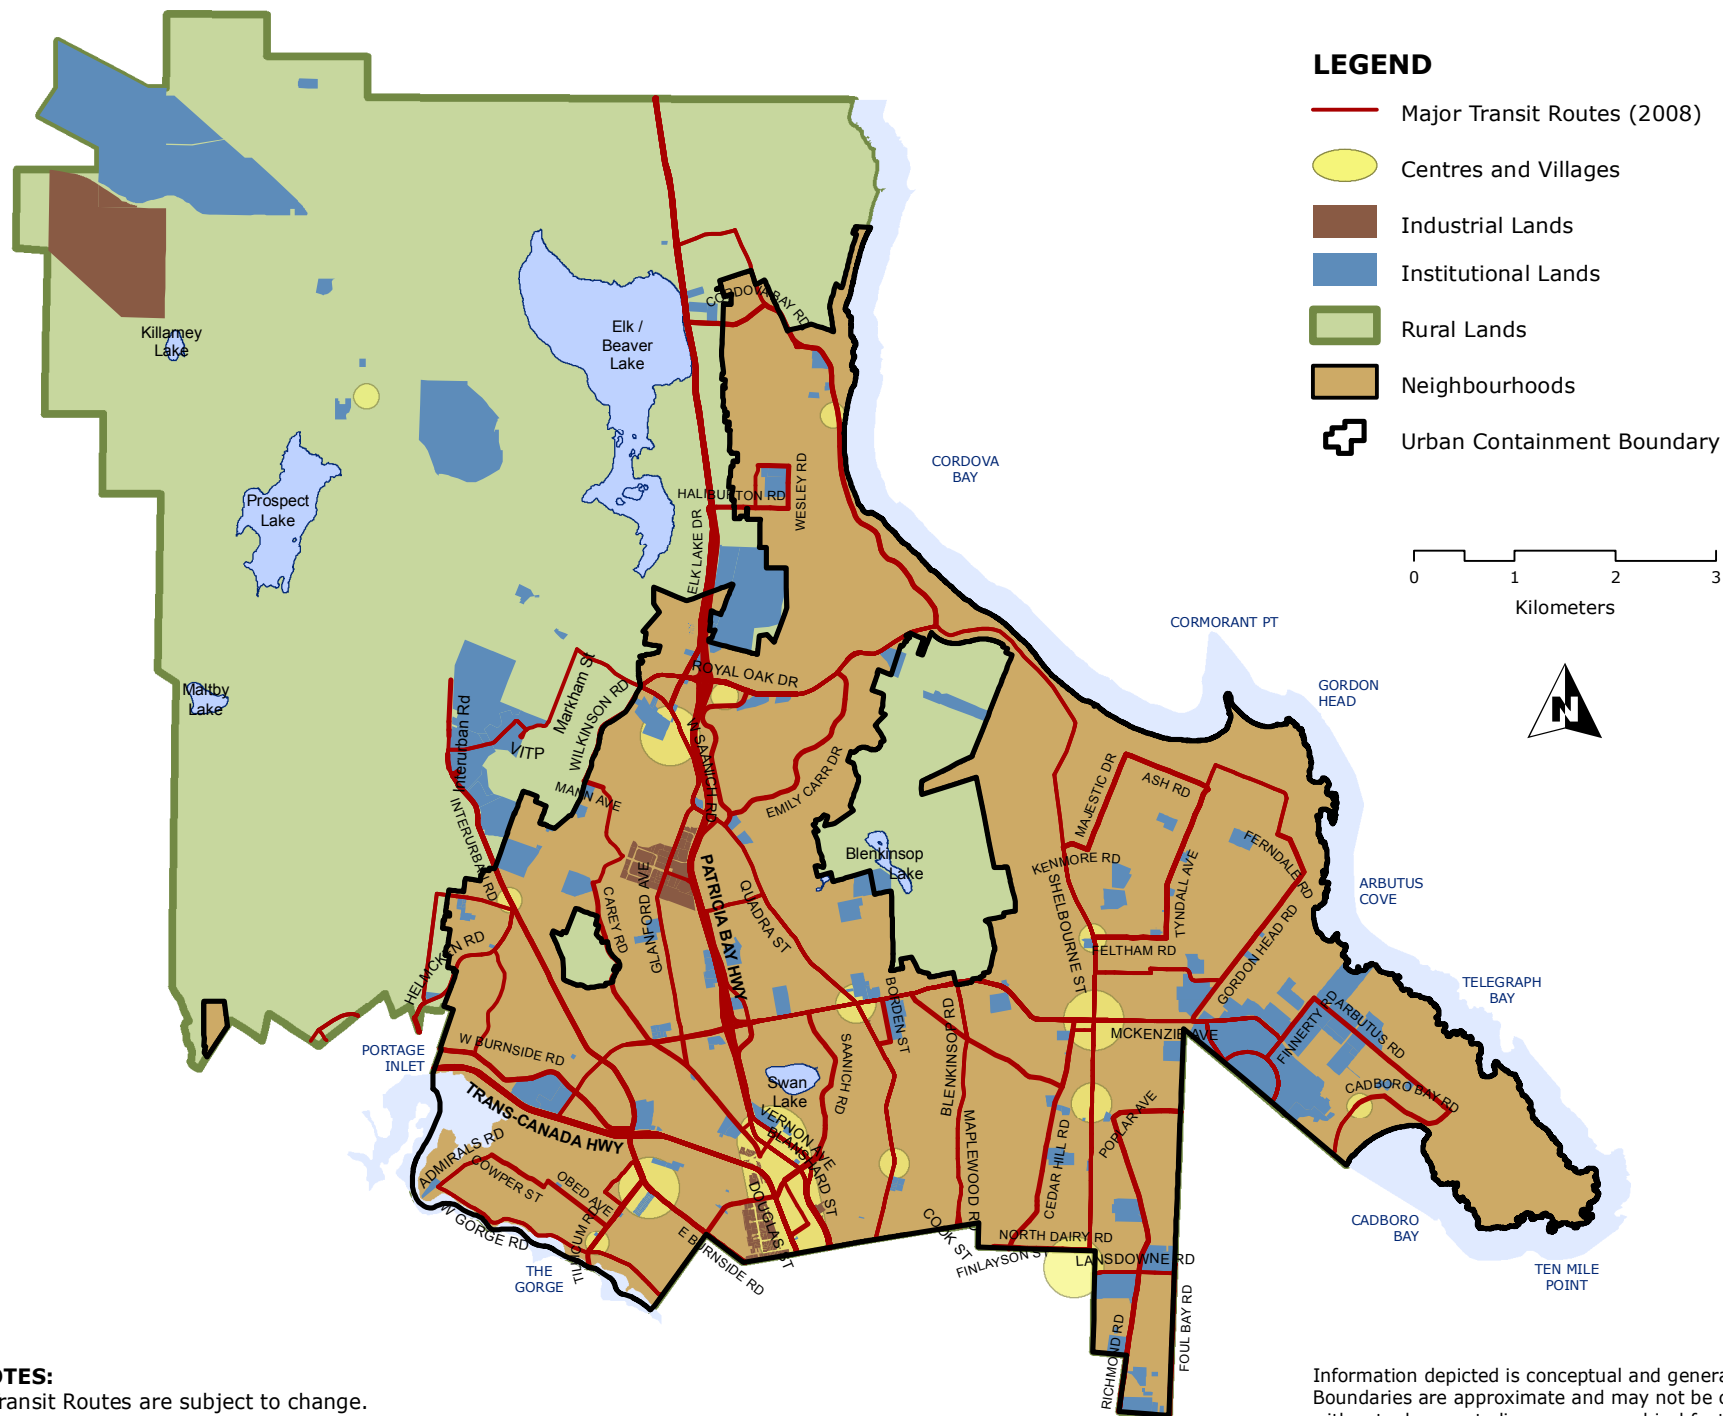 LEGEND
Major Transit Routes (2008)
Centres and Villages
Industrial Lands
Institutional Lands
Rural Lands
Neighbourhoods
Urban Containment Boundary
0 1 2 3
Kilometers
N
Killarney
Lake
Elk /
Beaver
Lake
CORDOVA BAY RD
CORDOVA
BAY
Prospect
Lake
HALIBURTON RD
WESLEY RD
ELK LAKE DR
CORMORANT PT
GORDON
HEAD
Maltby
Lake
Markham St
WILKINSON RD
ROYAL OAK DR
Interurban Rd
VITP
W SAANICH RD
MANN AVE
EMILY CARR DR
MAJESTIC DR
ASH RD
INTERURBAN RD
Blenkinsop
Lake
KENMORE RD
FERNDALE RD
ARBUTUS
COVE
PATRICIA BAY HWY
GLANFORD AVE
CAREY RD
QUADRA ST
SHELBOURNE ST
TYNDALL AVE
FELTHAM RD
GORDON HEAD RD
HELMCKEN RD
TELEGRAPH
BAY
BORDEN ST
BLENKINSOP RD
MCKENZIE AVE
FINNERTY RD
ARBUTUS RD
PORTAGE
INLET
W BURNSIDE RD
SAANICH RD
Swan
Lake
CADBORO BAY RD
TRANS-CANADA HWY
VERNON AVE
BLANSHARD ST
MAPLEWOOD RD
CEDAR HILL RD
POPLAR AVE
ADMIRALS RD
COWPER ST
OBED AVE
DOUGLAS ST
W GORGE RD
TILLICUM RD
E BURNSIDE RD
COOK ST
NORTH DAIRY RD
FINLAYSON ST
LANSDOWNE RD
CADBORO
BAY
THE
GORGE
TEN MILE
POINT
RICHMOND RD
FOUL BAY RD
OTES:
ransit Routes are subject to change.
Information depicted is conceptual and genera
Boundaries are approximate and may not be